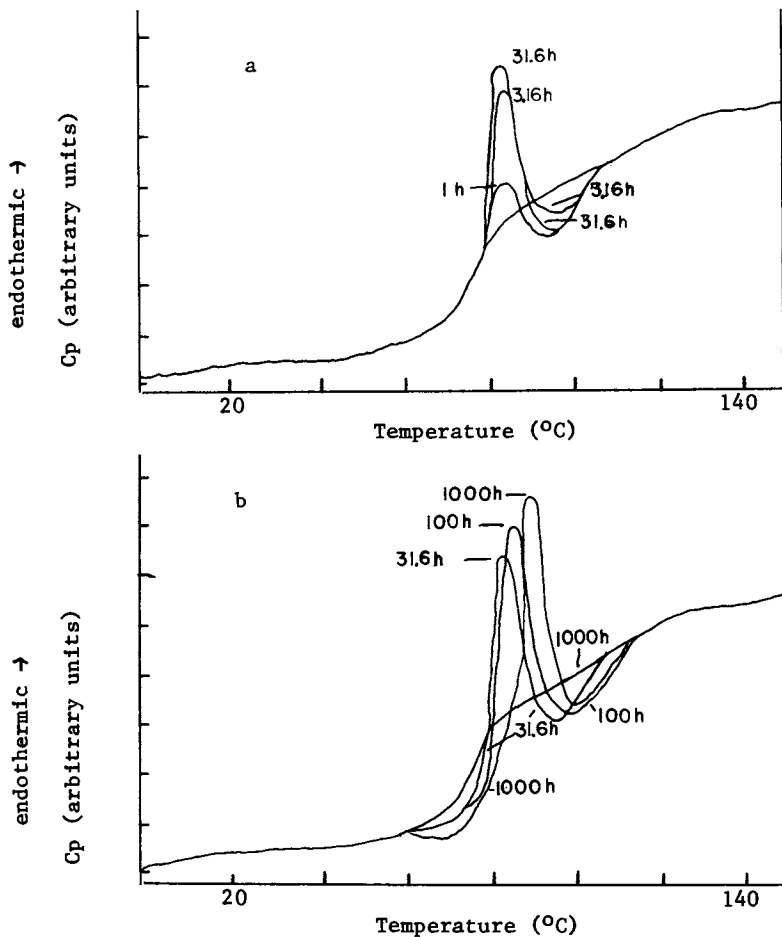 a
31.6h
3.16h
1h
3.16h
31.6h
endothermic →
Cp (arbitrary units)
20
140
Temperature (°C)
b
1000h
100h
31.6h
1000h
100h
31.6h
1000h
endothermic →
Cp (arbitrary units)
20
140
Temperature (°C)